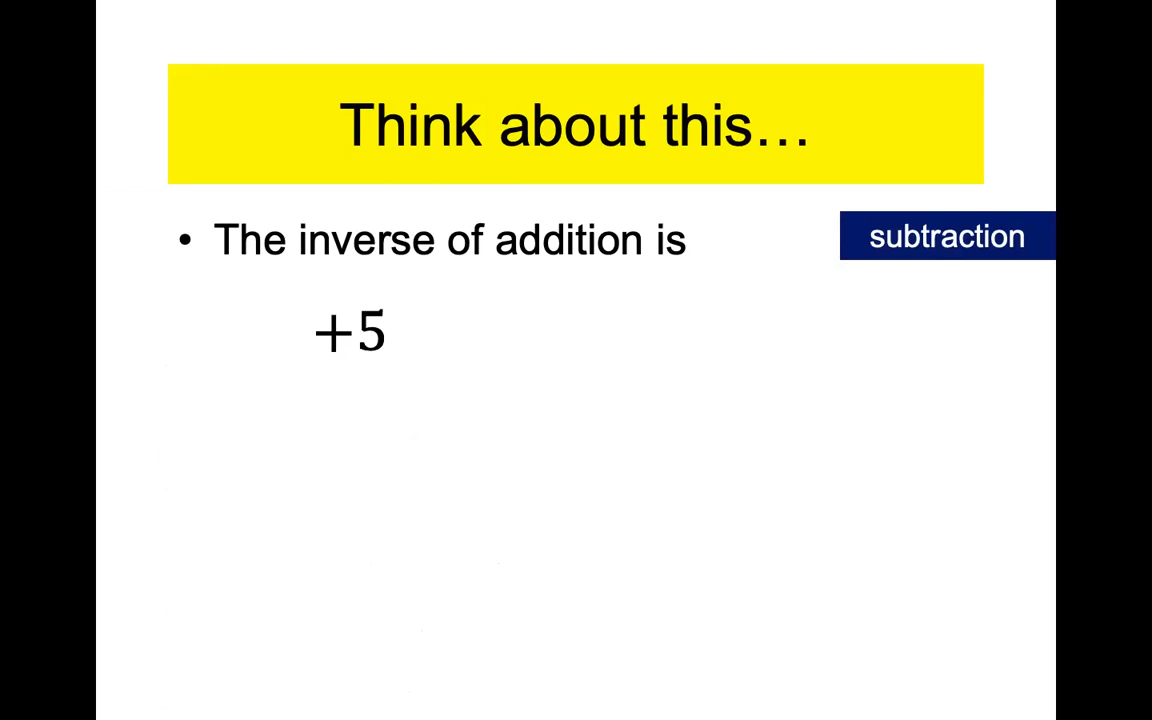 Think about this…
• The inverse of addition is
subtraction
+5